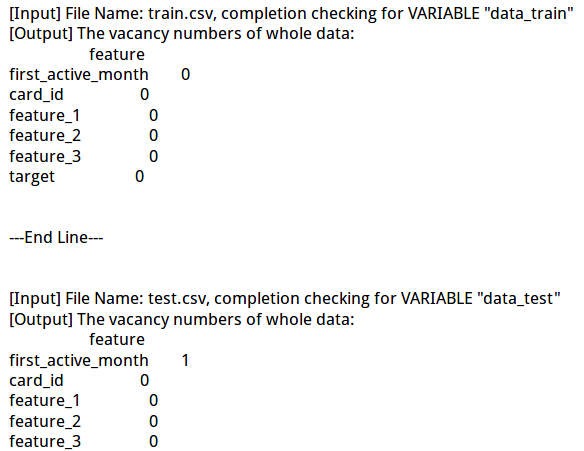 [Input] File Name: train.csv, completion checking for VARIABLE "data_train"
[Output] The vacancy numbers of whole data:
feature
first_active_month 0
card_id 0
feature_1 0
feature_2 0
feature_3 0
target 0
---End Line---
[Input] File Name: test.csv, completion checking for VARIABLE "data_test"
[Output] The vacancy numbers of whole data:
feature
first_active_month 1
card_id 0
feature_1 0
feature_2 0
feature_3 0